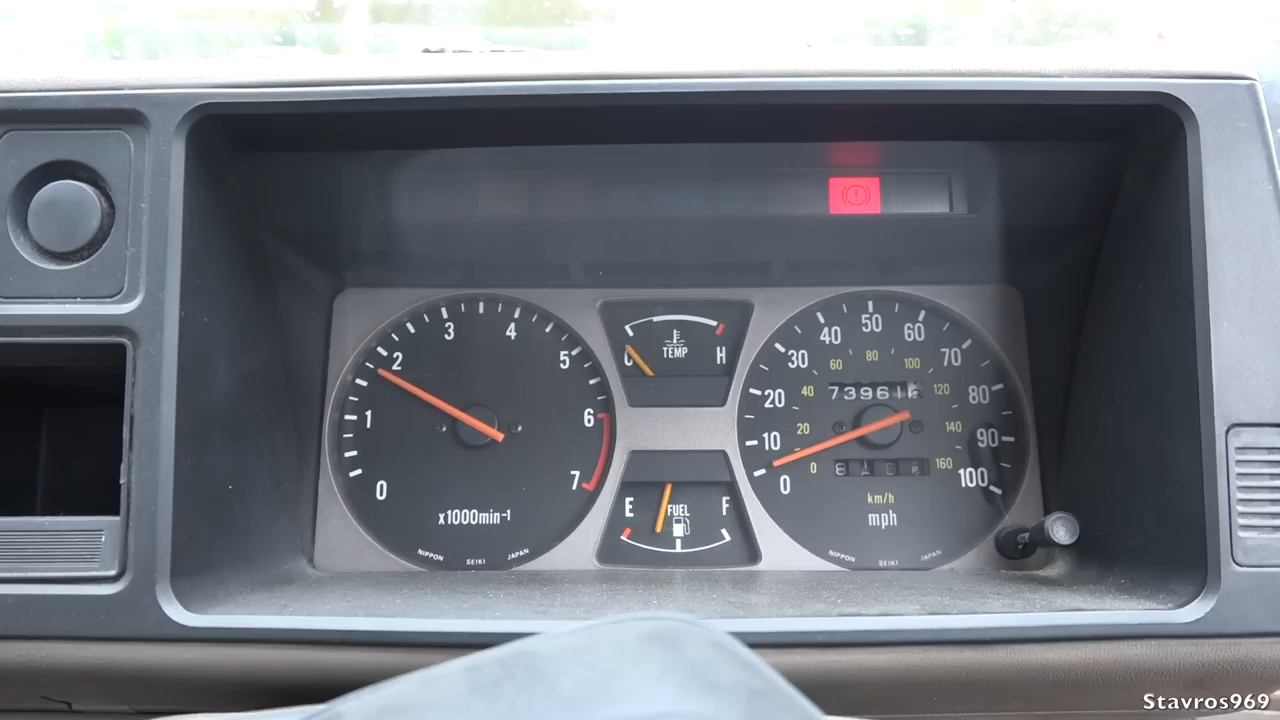 3 4
2 5
1 6
0 7
x1000min-1
NIPPON SEIKI JAPAN
TEMP
C H
E FUEL F
50
40 60
30 70
20 80
10 90
0 100
80
60 100
40 120
20 140
0 160
73961
km/h
mph
NIPPON SEIKI JAPAN
Stavros969